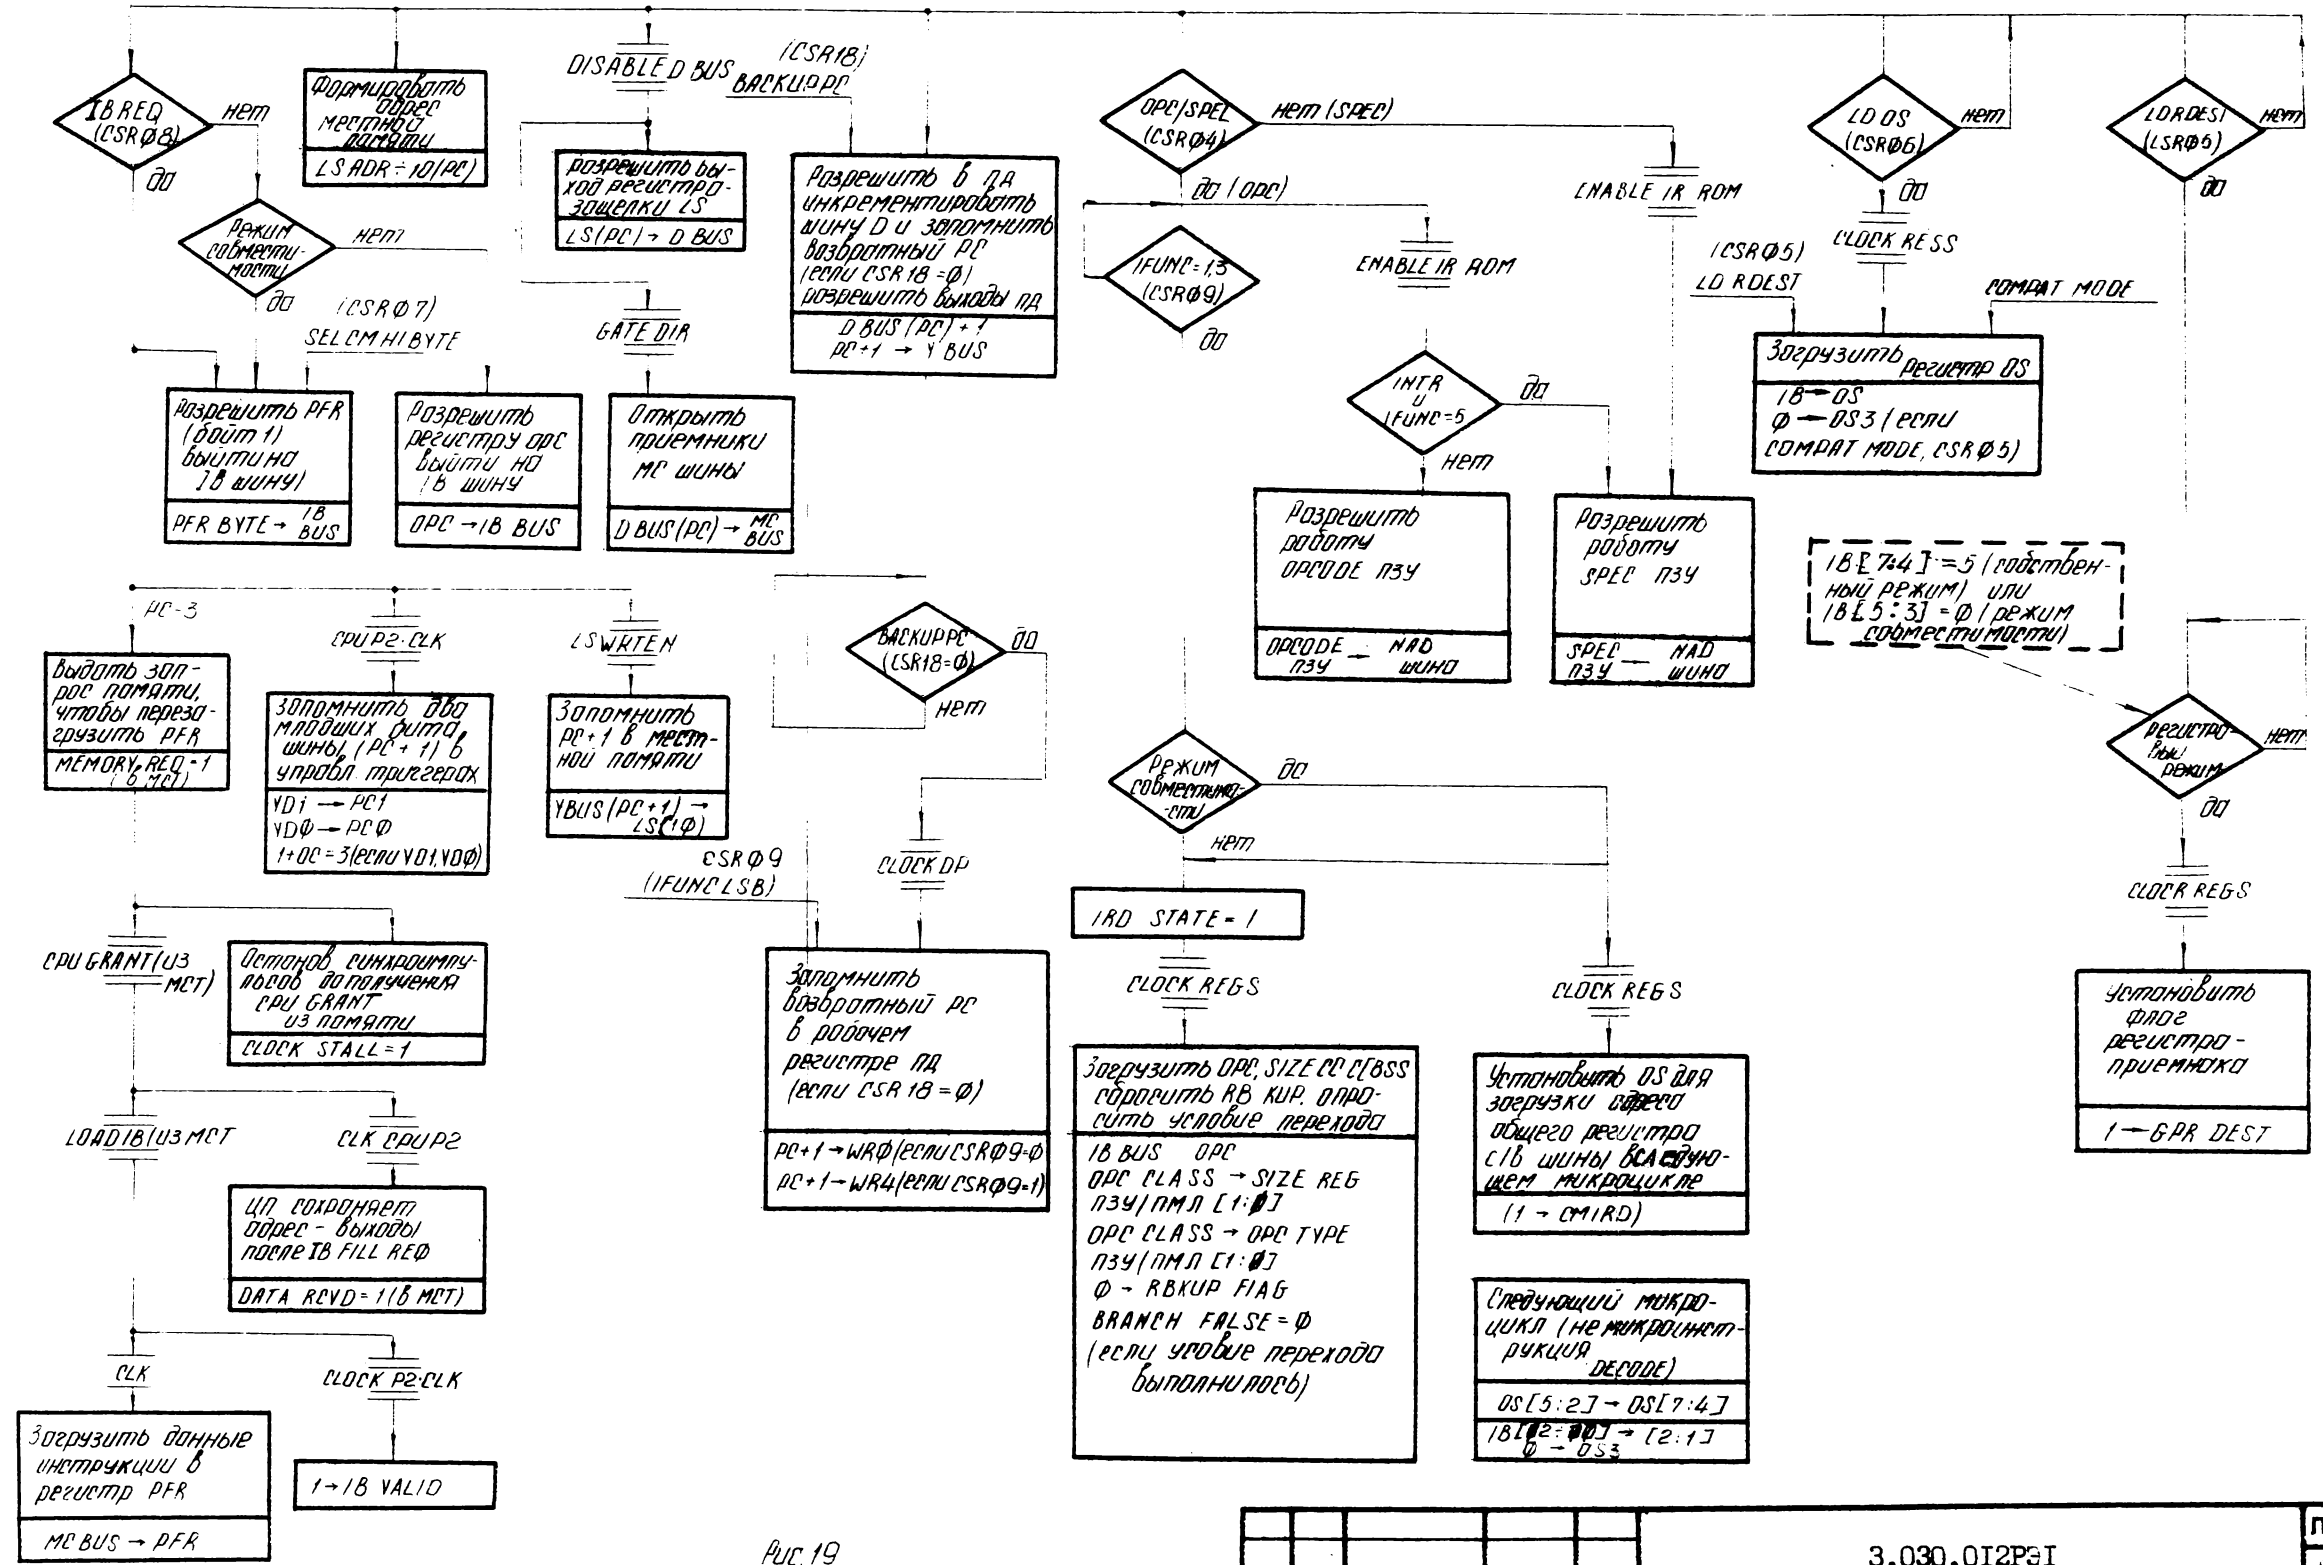 IB REQ
(CSRØ8)
нет
да
Формировать
адрес
местной
памяти
LS ADR ÷ 10(PC)
DISABLE D BUS
(CSR18)
BACKUP PC
Разрешить вы-
ход регистра-
защелки LS
LS(PC) → D BUS
Разрешить в ПД
инкрементировать
шину D и запомнить
возвратный PC
(если CSR18 = Ø)
разрешить выходы ПД
D BUS (PC) + 1
PC+1 → Y BUS
OPC/SPEC
(CSRØ4)
нет (SPEC)
да (OPC)
IFUNC=1,3
(CSRØ9)
да
ENABLE IR ROM
ENABLE IR ROM
LD OS
(CSRØ6)
нет
да
CLOCK RESS
(CSRØ5)
LD RDEST
COMPAT MODE
LDRDEST
(CSRØ5)
нет
да
Режим
совмести-
мости
нет
да
(CSRØ7)
SEL CM HI BYTE
GATE DIR
Разрешить PFR
(байт 1)
выйти на
IB шину)
PFR BYTE → IB
BUS
Разрешить
регистру OPC
выйти на
IB шину
OPC → IB BUS
Открыть
приемники
MC шины
D BUS(PC) → MC
BUS
INTR
и
IFUNC=5
да
нет
Загрузить
регистр OS
IB → OS
Ø → OS3 (если
COMPAT MODE, CSRØ5)
Разрешить
работу
OPCODE ПЗУ
OPCODE
ПЗУ — NAD
шина
Разрешить
работу
SPEC ПЗУ
SPEC
ПЗУ — NAD
шина
IB[7:4] = 5 (собствен-
ный режим) или
IB[5:3] = Ø (режим
совместимости)
PC-3
CPU P2·CLK
LSWRTEN
BACKUP PC
(CSR18=Ø)
да
нет
Выдать зап-
рос памяти,
чтобы переза-
грузить PFR
MEMORY REQ = 1
(в МСТ)
Запомнить два
младших бита
шины (PC + 1) в
управл. триггерах
YD1 → PC1
YDØ → PCØ
1+OC=3(если YD1,YDØ)
Запомнить
PC+1 в мест-
ной памяти
YBUS(PC+1) →
LS(1Ø)
Режим
совместимо-
-сти
да
нет
Регистро-
вый
режим
нет
да
CSRØ9
(IFUNC LSB)
CLOCK DP
IRD STATE = 1
CLOCK REGS
CLOCK REGS
CLOCK REGS
CPU GRANT(из
МСТ)
Останов синхроимпу-
льсов до получения
CPU GRANT
из памяти
CLOCK STALL = 1
Запомнить
возвратный PC
в рабочем
регистре ПД
(если CSR 18 = Ø)
PC+1 → WRØ(если CSRØ9=Ø
PC+1 → WR4(если CSRØ9=1)
Установить
флаг
регистра-
приемника
1 → GPR DEST
Загрузить OPC, SIZE CC CCBSS
сбросить RB KUP. опро-
сить условие перехода
IB BUS OPC
OPC CLASS → SIZE REG
ПЗУ/ПМЛ [1:Ø]
OPC CLASS → OPC TYPE
ПЗУ/ПМЛ [1:Ø]
Ø → RBKUP FlAG
BRANCH FALSE = Ø
(если условие перехода
выполнилось)
Установить OS для
загрузки адреса
общего регистра
с IB шины в следую-
щем микроцикле
(1 → CMIRD)
Следующий микро-
цикл (не микроинст-
рукция
DECODE)
OS[5:2] → OS[7:4]
→ [2:1]
Ø → OS3
LOAD IB(из МСТ
CLK CPU P2
ЦП сохраняет
адрес - выходы
после IB FILL REQ
DATA RCVD = 1 (в МСТ)
CLK
CLOCK P2·CLK
Загрузить данные
инструкции в
регистр PFR
MC BUS → PFR
1 → IB VALID
Рис. 19
3.030.012РЭ1